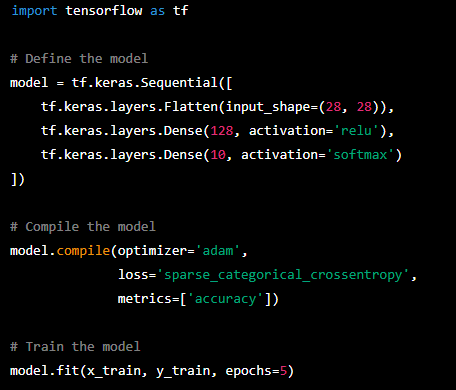 import tensorflow as tf
# Define the model
model = tf.keras.Sequential([
    tf.keras.layers.Flatten(input_shape=(28, 28)),
    tf.keras.layers.Dense(128, activation='relu'),
    tf.keras.layers.Dense(10, activation='softmax')
])
# Compile the model
model.compile(optimizer='adam',
              loss='sparse_categorical_crossentropy',
              metrics=['accuracy'])
# Train the model
model.fit(x_train, y_train, epochs=5)